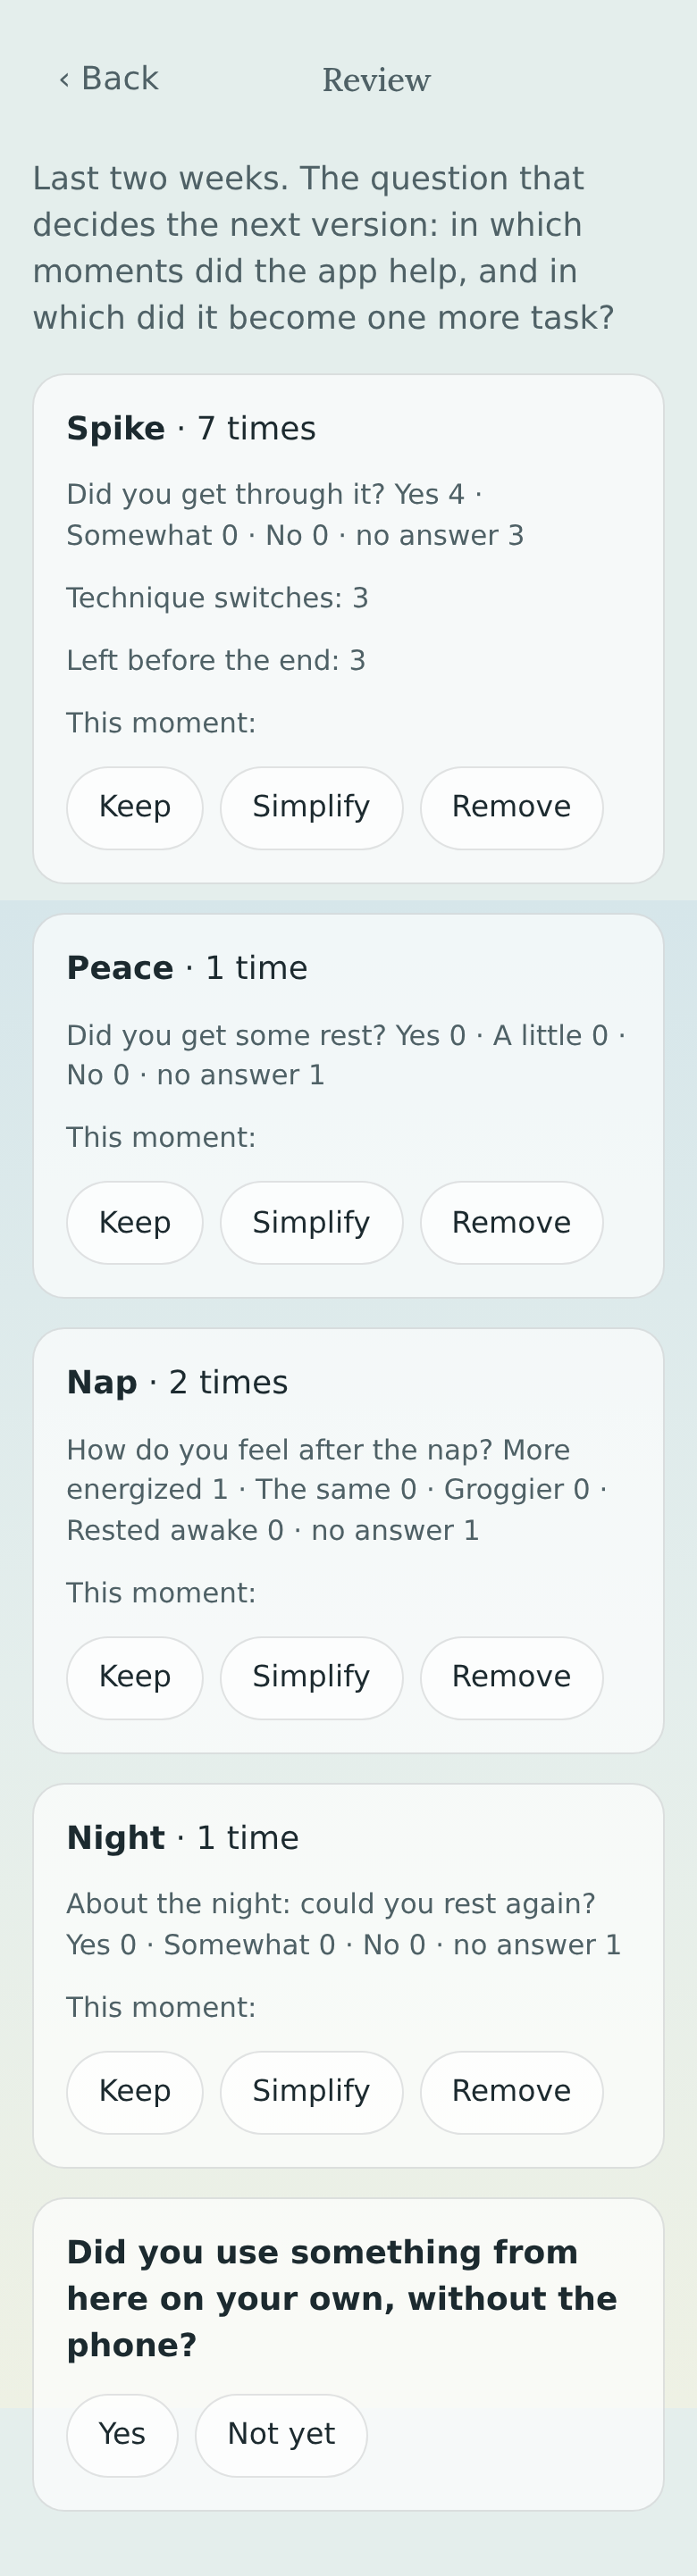 ‹ Back
Review
Last two weeks. The question that
decides the next version: in which
moments did the app help, and in
which did it become one more task?
Spike · 7 times
Did you get through it? Yes 4 ·
Somewhat 0 · No 0 · no answer 3
Technique switches: 3
Left before the end: 3
This moment:
Keep Simplify Remove
Peace · 1 time
Did you get some rest? Yes 0 · A little 0 ·
No 0 · no answer 1
This moment:
Keep Simplify Remove
Nap · 2 times
How do you feel after the nap? More
energized 1 · The same 0 · Groggier 0 ·
Rested awake 0 · no answer 1
This moment:
Keep Simplify Remove
Night · 1 time
About the night: could you rest again?
Yes 0 · Somewhat 0 · No 0 · no answer 1
This moment:
Keep Simplify Remove
Did you use something from
here on your own, without the
phone?
Yes Not yet